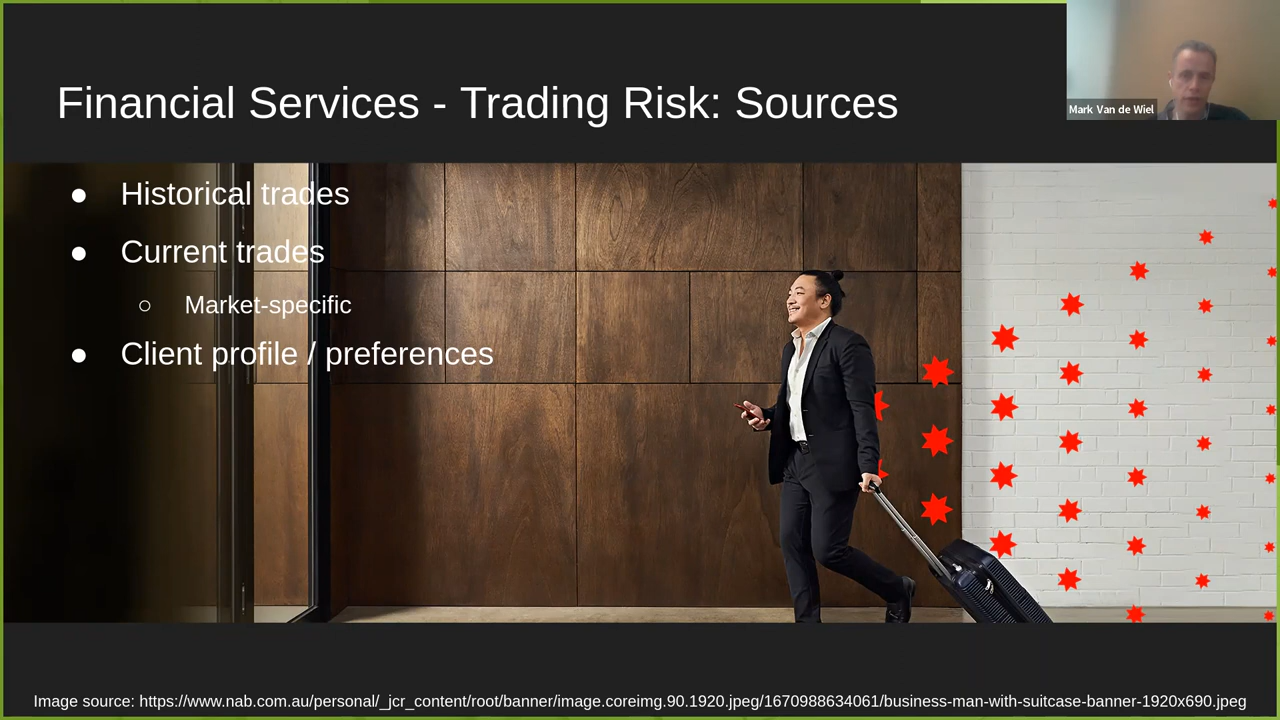 Financial Services - Trading Risk: Sources
Mark Van de Wiel
● Historical trades
● Current trades
○ Market-specific
● Client profile / preferences
Image source: https://www.nab.com.au/personal/_jcr_content/root/banner/image.coreimg.90.1920.jpeg/1670988634061/business-man-with-suitcase-banner-1920x690.jpeg